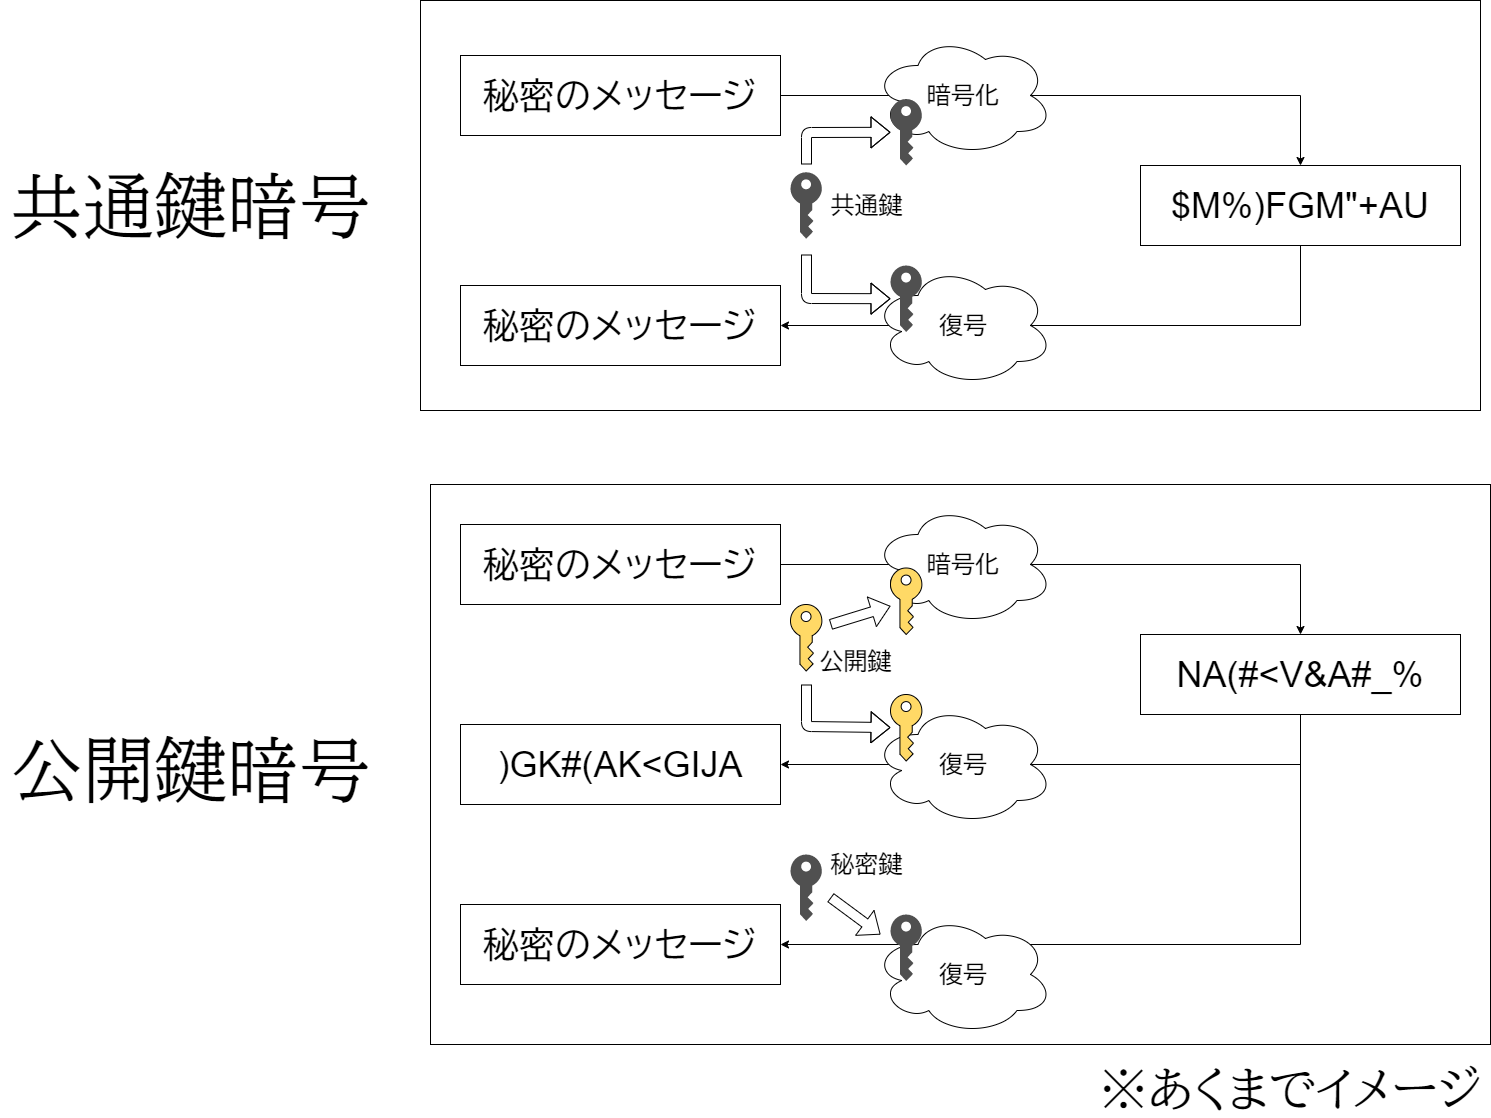 共通鍵暗号
秘密のメッセージ
暗号化
共通鍵
$M%)FGM"+AU
秘密のメッセージ
復号
公開鍵暗号
秘密のメッセージ
暗号化
公開鍵
NA(#<V&A#_%
)GK#(AK<GIJA
復号
秘密鍵
秘密のメッセージ
復号
※あくまでイメージ